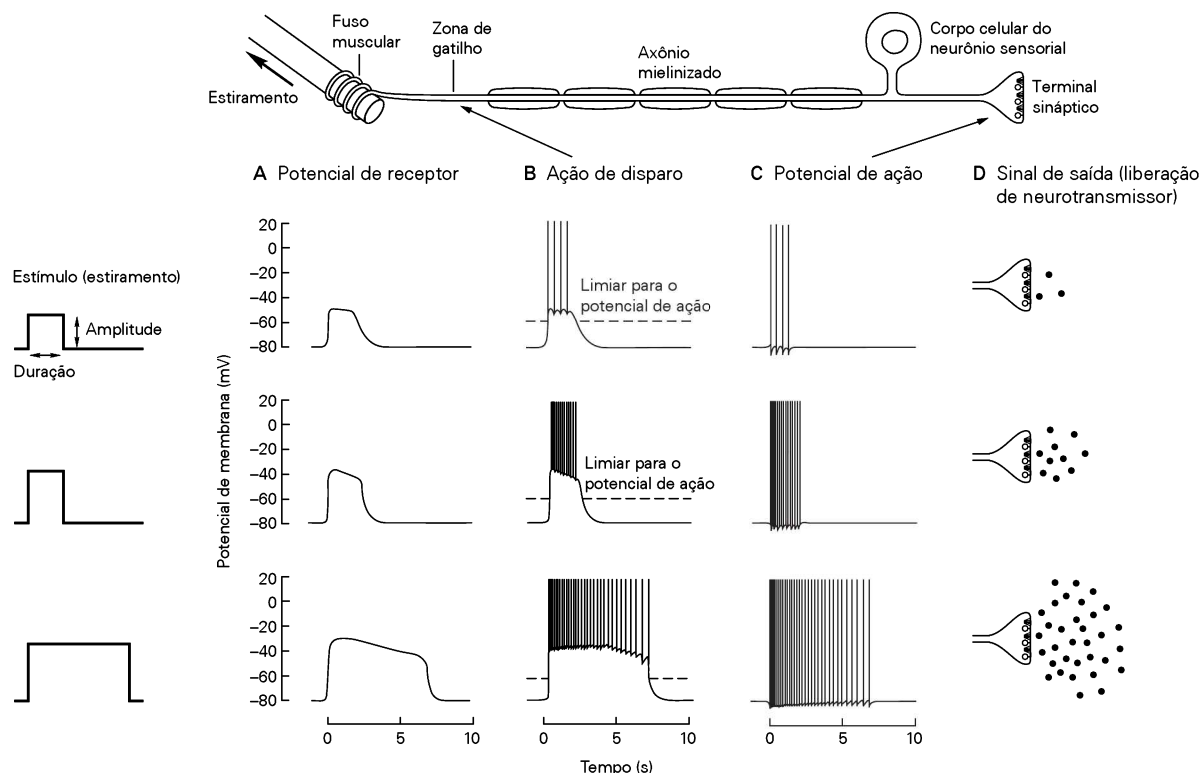 Fuso
muscular
Zona de
gatilho
Axônio
mielinizado
Corpo celular do
neurônio sensorial
Estiramento
Terminal
sináptico
A Potencial de receptor
B Ação de disparo
C Potencial de ação
D Sinal de saída (liberação
de neurotransmissor)
Estímulo (estiramento)
Amplitude
Duração
Potencial de membrana (mV)
20
0
–20
–40
–60
–80
Limiar para o
potencial de ação
20
0
–20
–40
–60
–80
Limiar para o
potencial de ação
20
0
–20
–40
–60
–80
0 5 10
0 5 10
0 5 10
Tempo (s)